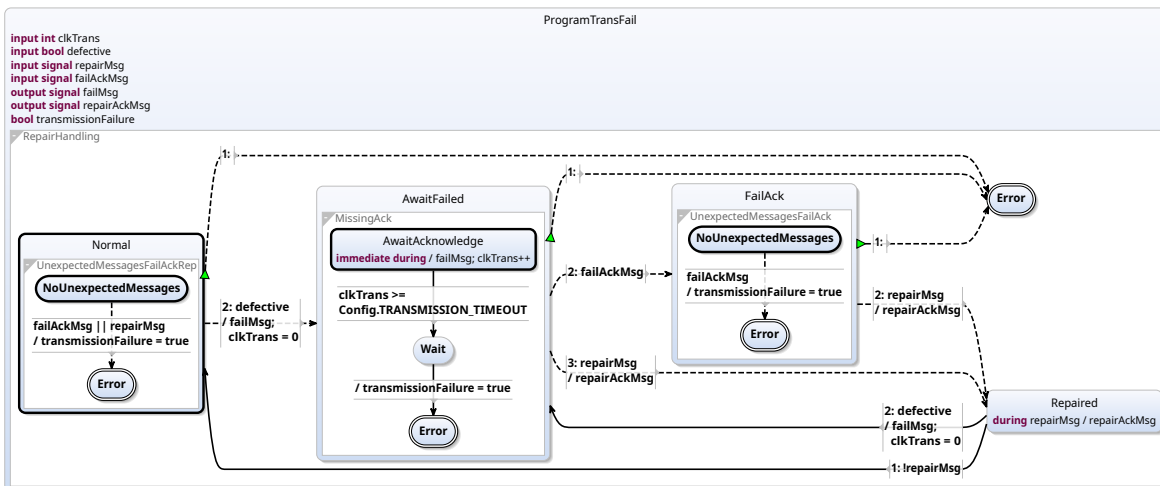 ProgramTransFail
input int clkTrans
input bool defective
input signal repairMsg
input signal failAckMsg
output signal failMsg
output signal repairAckMsg
bool transmissionFailure
RepairHandling
1:
1:
Error
Normal
UnexpectedMessagesFailAckRep
NoUnexpectedMessages
failAckMsg || repairMsg
/ transmissionFailure = true
Error
2: defective
/ failMsg;
clkTrans = 0
AwaitFailed
MissingAck
AwaitAcknowledge
immediate during / failMsg; clkTrans++
clkTrans >=
Config.TRANSMISSION_TIMEOUT
Wait
/ transmissionFailure = true
Error
2: failAckMsg
3: repairMsg
/ repairAckMsg
FailAck
UnexpectedMessagesFailAck
NoUnexpectedMessages
failAckMsg
/ transmissionFailure = true
Error
1:
2: repairMsg
/ repairAckMsg
Repaired
during repairMsg / repairAckMsg
2: defective
/ failMsg;
clkTrans = 0
1: !repairMsg